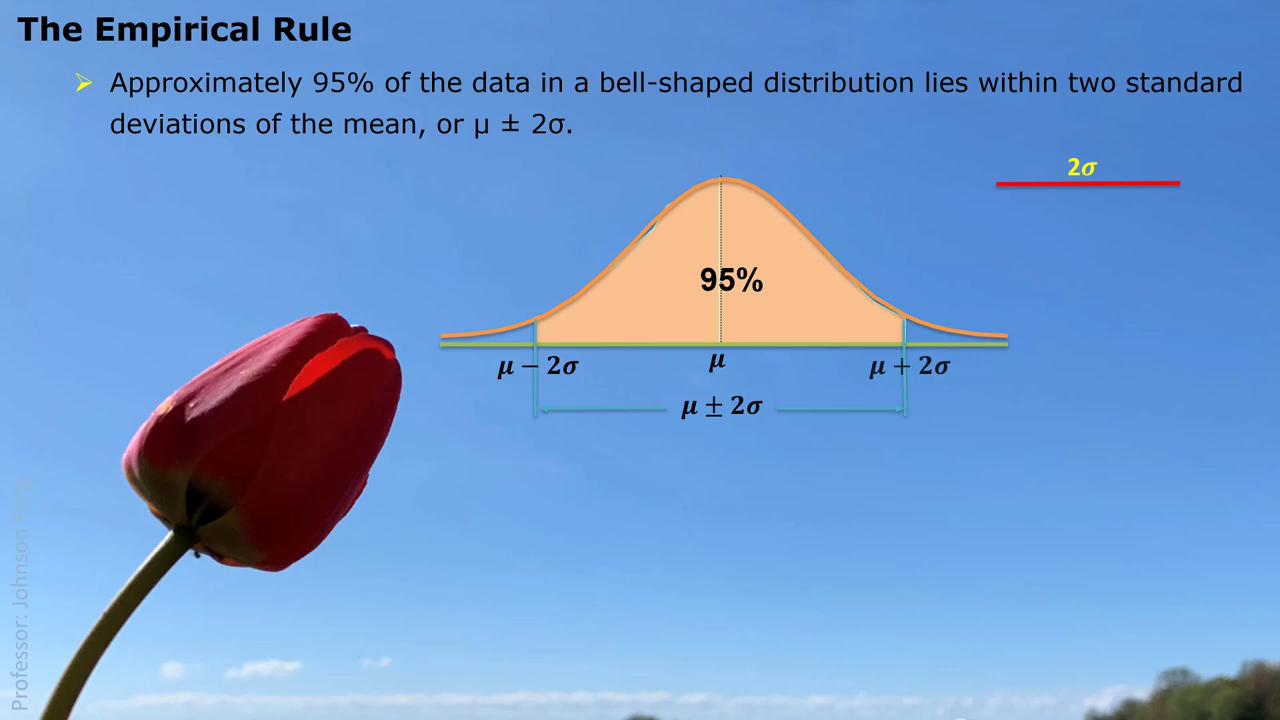 The Empirical Rule
➢ Approximately 95% of the data in a bell-shaped distribution lies within two standard
deviations of the mean, or μ ± 2σ.
2σ
95%
μ − 2σ
μ
μ + 2σ
μ ± 2σ
Professor: Johnson